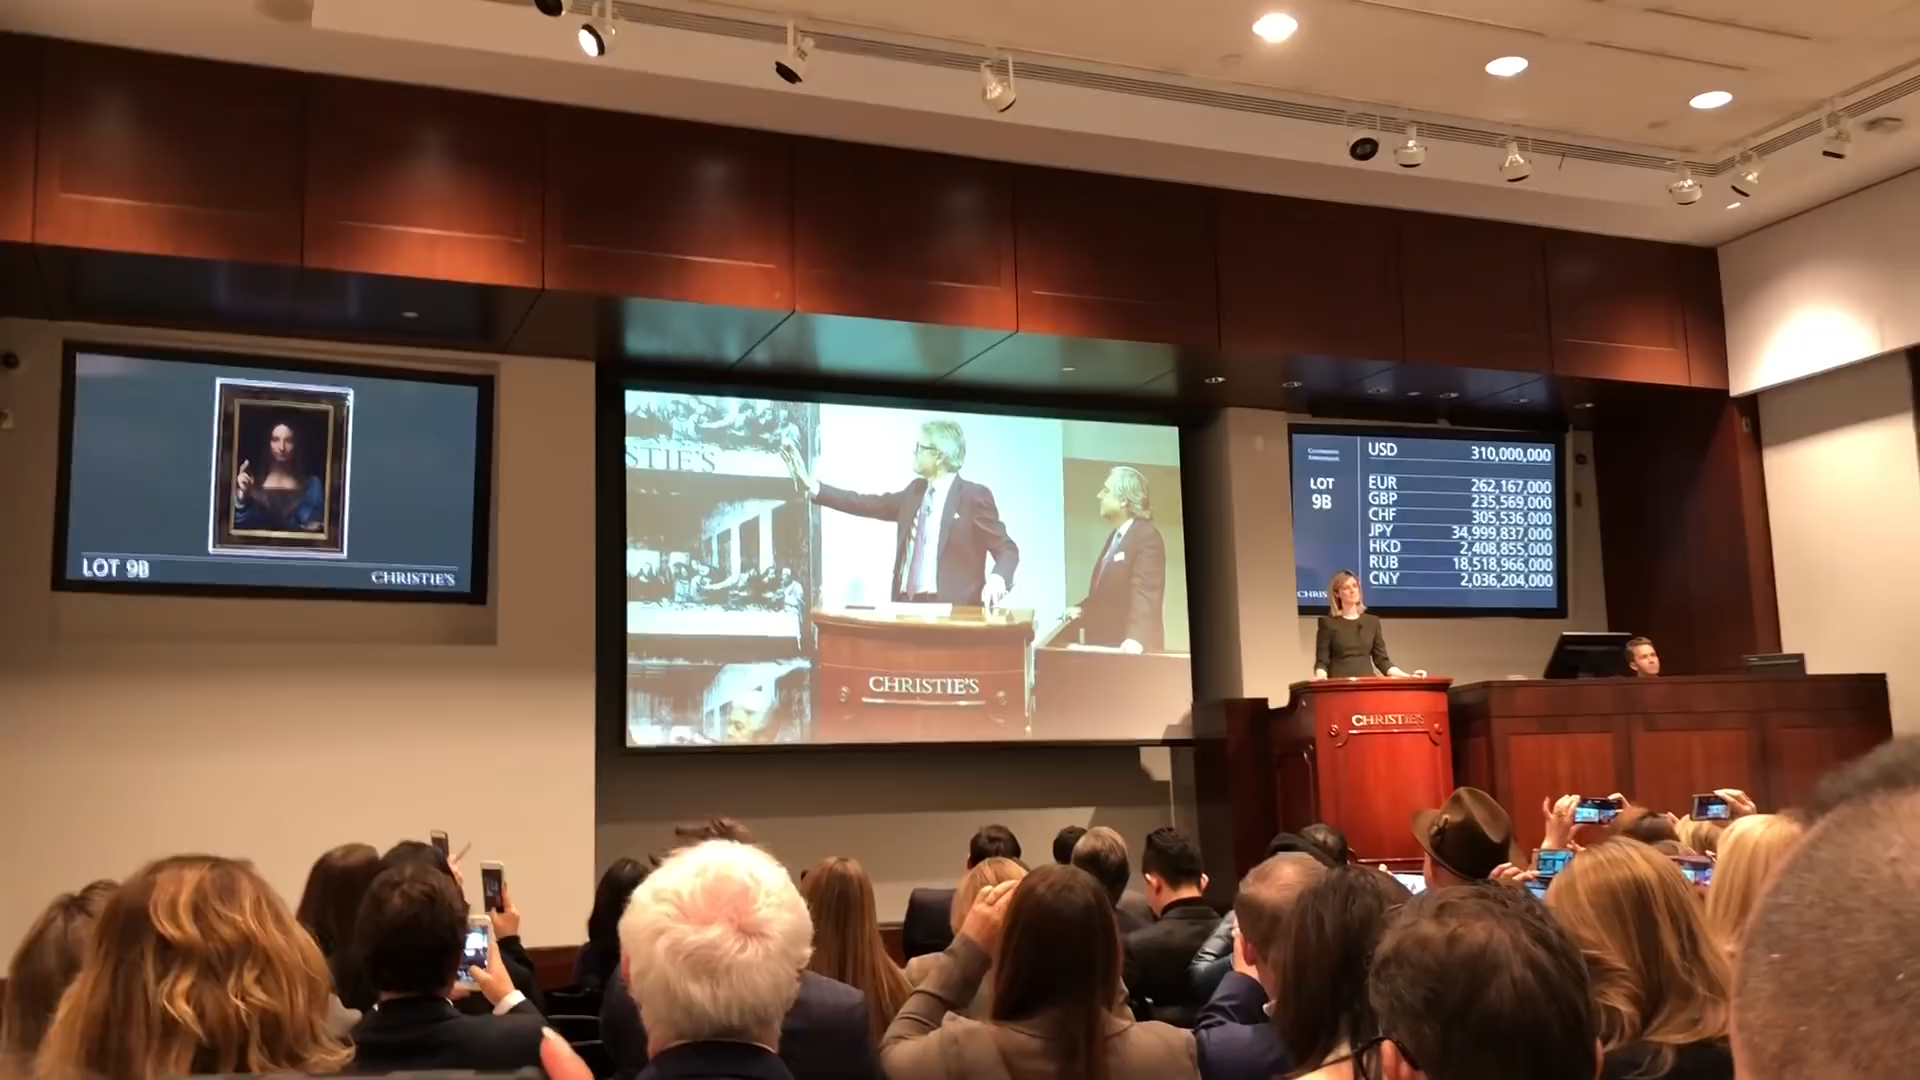 LOT 9B
CHRISTIE'S
STIE'S
CHRISTIE'S
LOT
9B
USD 310,000,000
EUR 262,167,000
GBP 235,569,000
CHF 305,536,000
JPY 34,999,837,000
HKD 2,408,855,000
RUB 18,518,966,000
CNY 2,036,204,000
CHRIS
CHRISTIE'S